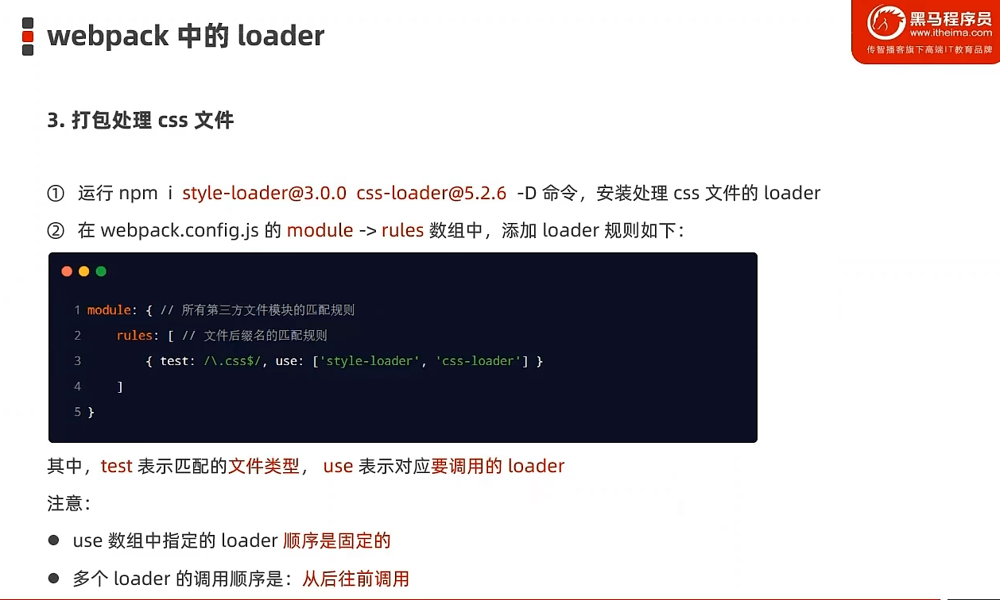 webpack 中的 loader
黑马程序员
www.itheima.com
传智播客旗下高端IT教育品牌
3. 打包处理 css 文件
① 运行 npm i style-loader@3.0.0 css-loader@5.2.6 -D 命令，安装处理 css 文件的 loader
② 在 webpack.config.js 的 module -> rules 数组中，添加 loader 规则如下：
1 module: { // 所有第三方文件模块的匹配规则
2     rules: [ // 文件后缀名的匹配规则
3         { test: /\.css$/, use: ['style-loader', 'css-loader'] }
4     ]
5 }
其中，test 表示匹配的文件类型， use 表示对应要调用的 loader
注意：
● use 数组中指定的 loader 顺序是固定的
● 多个 loader 的调用顺序是：从后往前调用